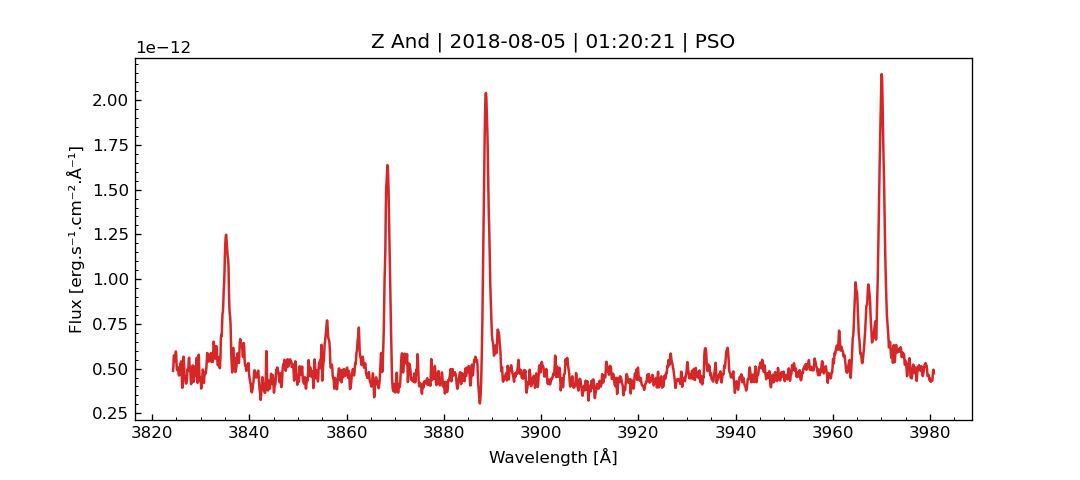 Z And | 2018-08-05 | 01:20:21 | PSO
1e−12
2.00
1.75
1.50
1.25
1.00
0.75
0.50
0.25
Flux [erg.s⁻¹.cm⁻².Å⁻¹]
3820 3840 3860 3880 3900 3920 3940 3960 3980
Wavelength [Å]